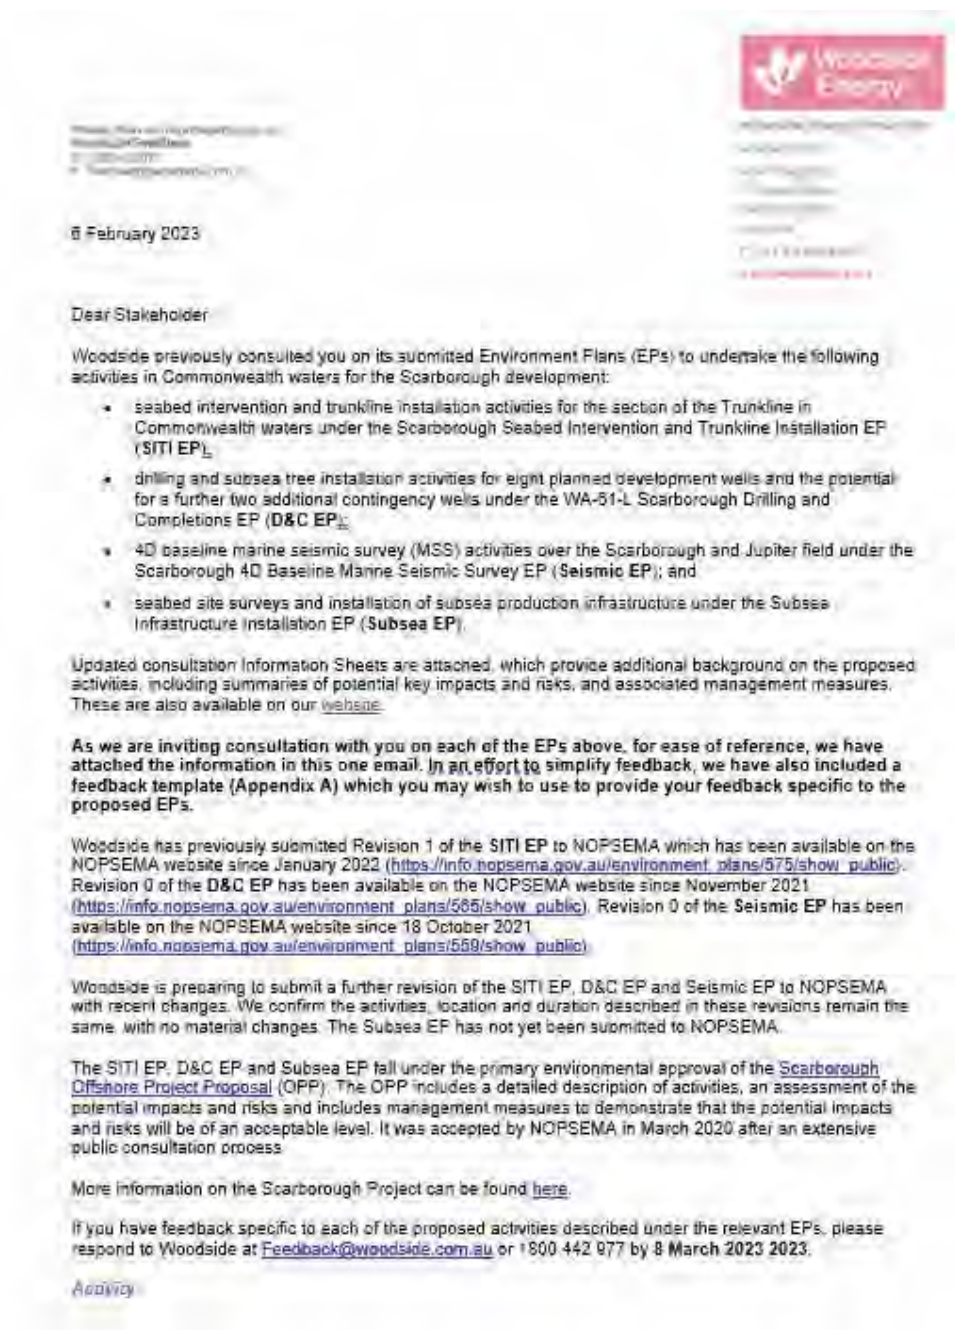 Woodside
Energy
6 February 2023
Dear Stakeholder
Woodside previously consulted you on its submitted Environment Plans (EPs) to undertake the following
activities in Commonwealth waters for the Scarborough development:
• seabed intervention and trunkline installation activities for the section of the Trunkline in
Commonwealth waters under the Scarborough Seabed Intervention and Trunkline Installation EP
(SITI EP);
• drilling and subsea tree installation activities for eight planned development wells and the potential
for a further two additional contingency wells under the WA-61-L Scarborough Drilling and
Completions EP (D&C EP);
• 4D baseline marine seismic survey (MSS) activities over the Scarborough and Jupiter field under the
Scarborough 4D Baseline Marine Seismic Survey EP (Seismic EP); and
• seabed site surveys and installation of subsea production infrastructure under the Subsea
Infrastructure Installation EP (Subsea EP).
Updated consultation Information Sheets are attached, which provide additional background on the proposed
activities, including summaries of potential key impacts and risks, and associated management measures.
These are also available on our website.
As we are inviting consultation with you on each of the EPs above, for ease of reference, we have
attached the information in this one email. In an effort to simplify feedback, we have also included a
feedback template (Appendix A) which you may wish to use to provide your feedback specific to the
proposed EPs.
Woodside has previously submitted Revision 1 of the SITI EP to NOPSEMA which has been available on the
NOPSEMA website since January 2022 (https://info.nopsema.gov.au/environment_plans/575/show_public).
Revision 0 of the D&C EP has been available on the NOPSEMA website since November 2021
(https://info.nopsema.gov.au/environment_plans/565/show_public). Revision 0 of the Seismic EP has been
available on the NOPSEMA website since 18 October 2021
(https://info.nopsema.gov.au/environment_plans/559/show_public).
Woodside is preparing to submit a further revision of the SITI EP, D&C EP and Seismic EP to NOPSEMA
with recent changes. We confirm the activities, location and duration described in these revisions remain the
same, with no material changes. The Subsea EP has not yet been submitted to NOPSEMA.
The SITI EP, D&C EP and Subsea EP fall under the primary environmental approval of the Scarborough
Offshore Project Proposal (OPP). The OPP includes a detailed description of activities, an assessment of the
potential impacts and risks and includes management measures to demonstrate that the potential impacts
and risks will be of an acceptable level. It was accepted by NOPSEMA in March 2020 after an extensive
public consultation process
More information on the Scarborough Project can be found here.
If you have feedback specific to each of the proposed activities described under the relevant EPs, please
respond to Woodside at Feedback@woodside.com.au or 1800 442 977 by 8 March 2023 2023.
Activity